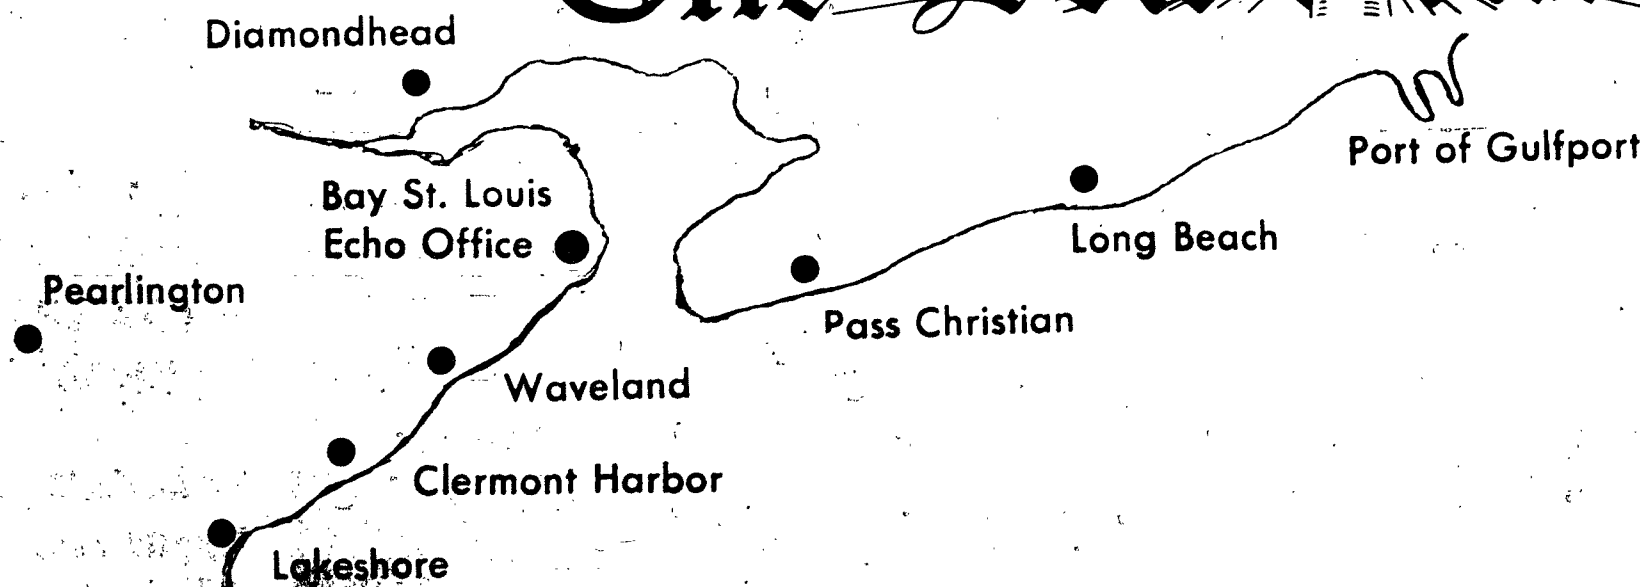 Diamondhead
Port of Gulfport
Bay St. Louis
Echo Office
Long Beach
Pearlington
Pass Christian
Waveland
Clermont Harbor
Lakeshore